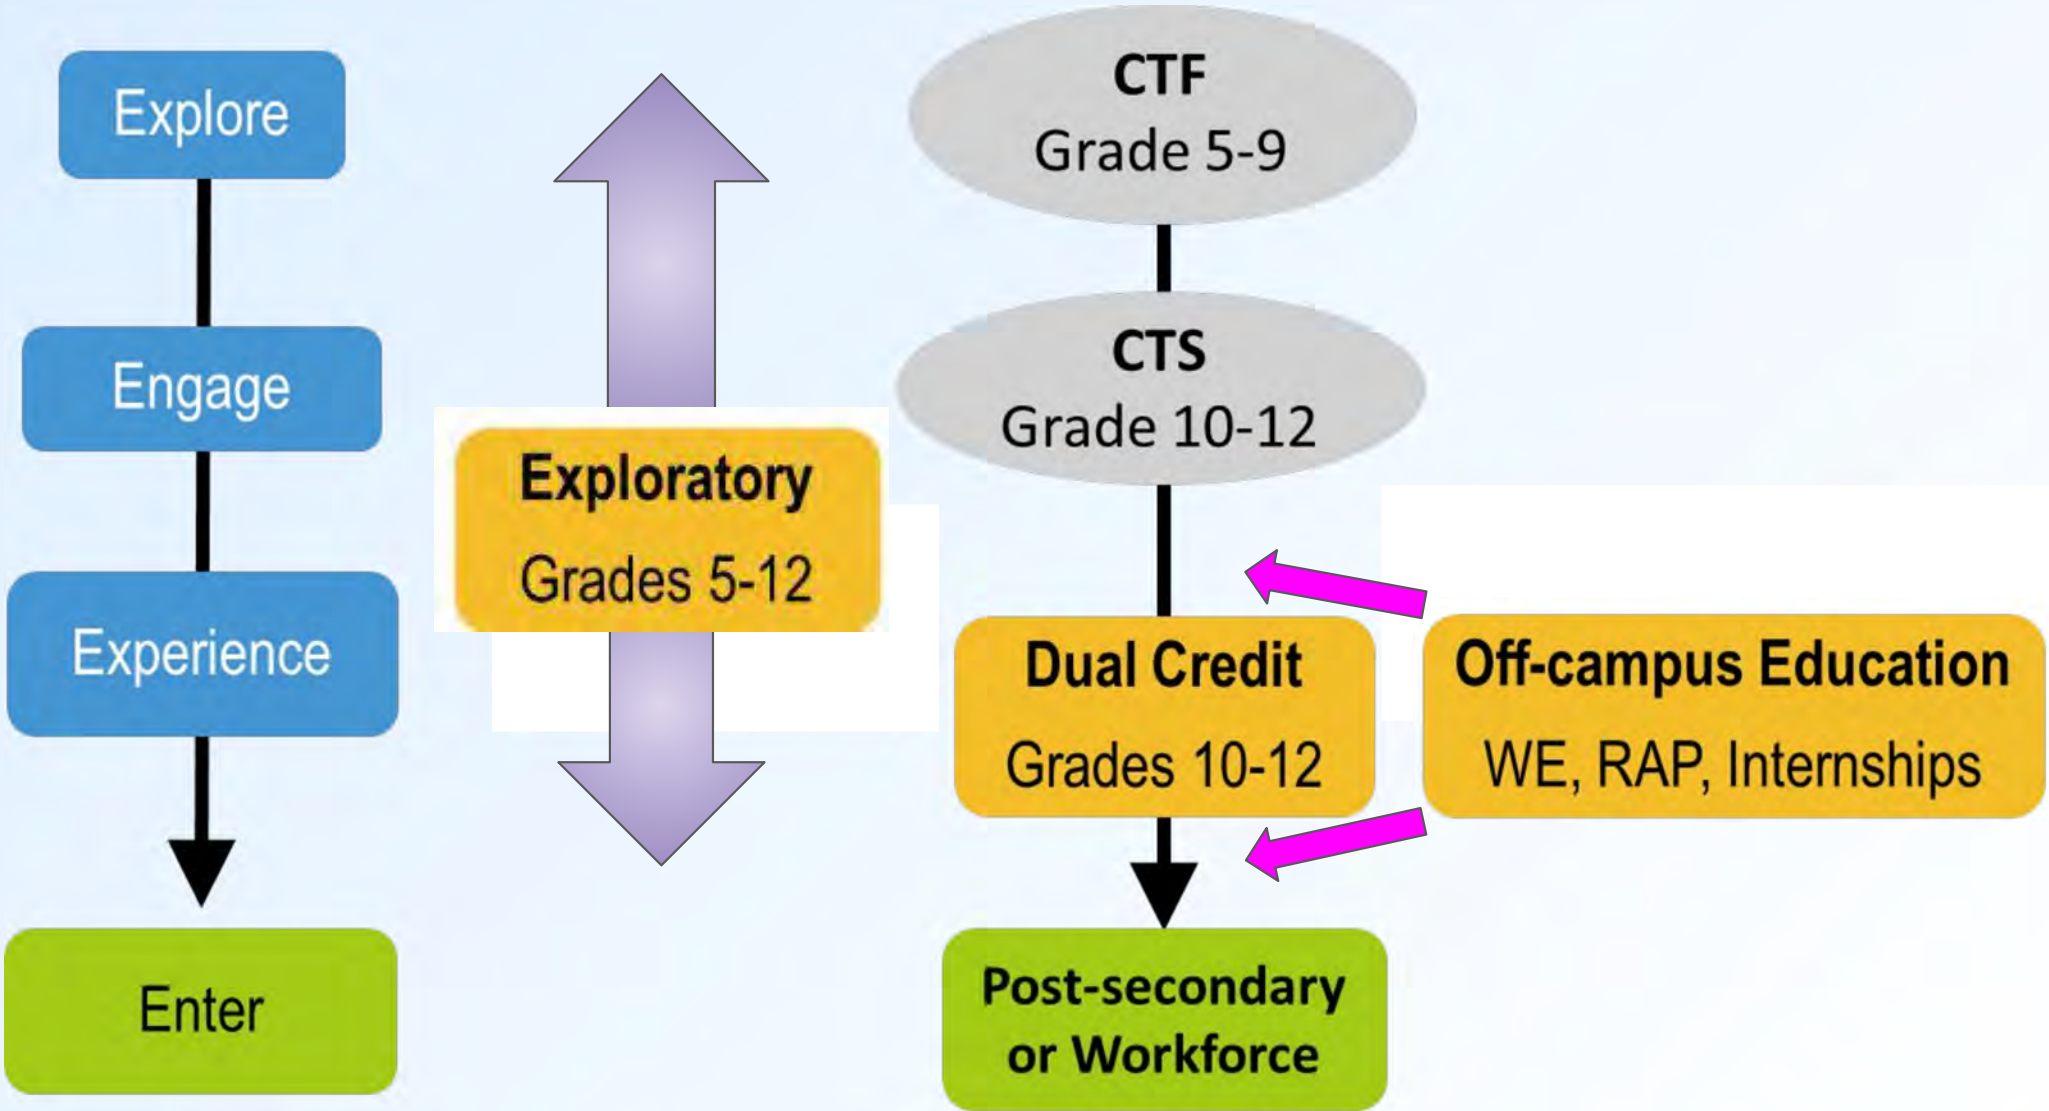 Explore
Engage
Experience
Enter
Exploratory
Grades 5-12
CTF
Grade 5-9
CTS
Grade 10-12
Dual Credit
Grades 10-12
Off-campus Education
WE, RAP, Internships
Post-secondary
or Workforce